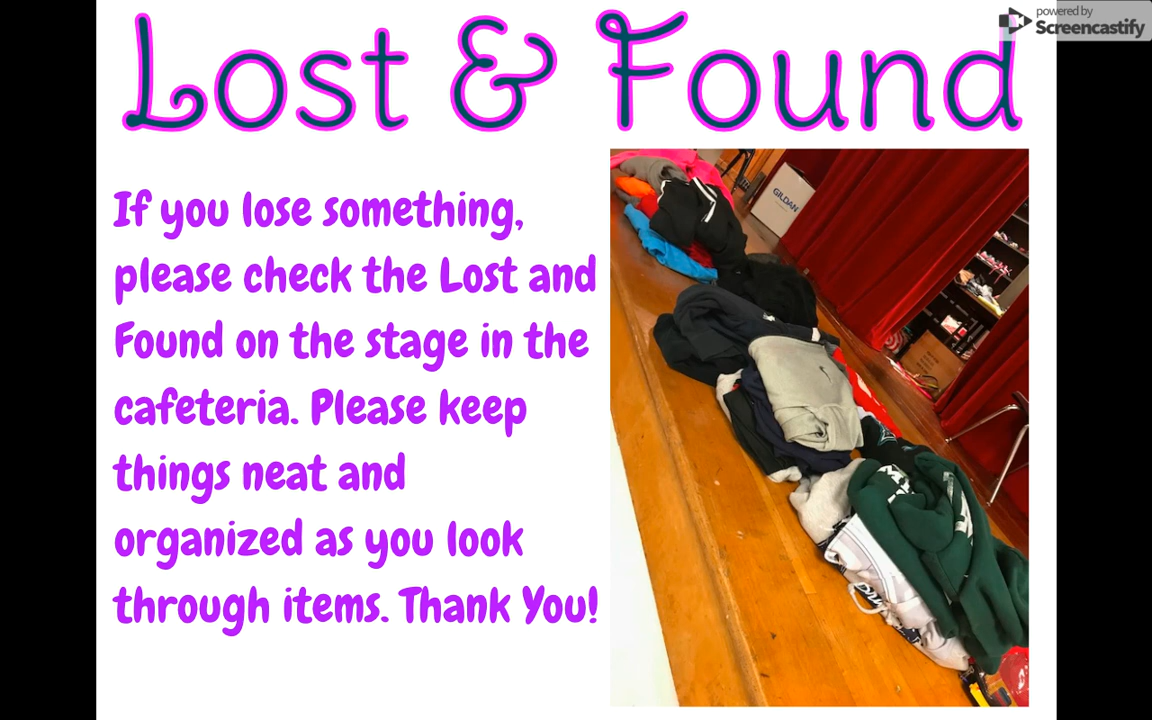 powered by
Screencastify
Lost & Found
If you lose something,
please check the Lost and
Found on the stage in the
cafeteria. Please keep
things neat and
organized as you look
through items. Thank You!
GILDAN